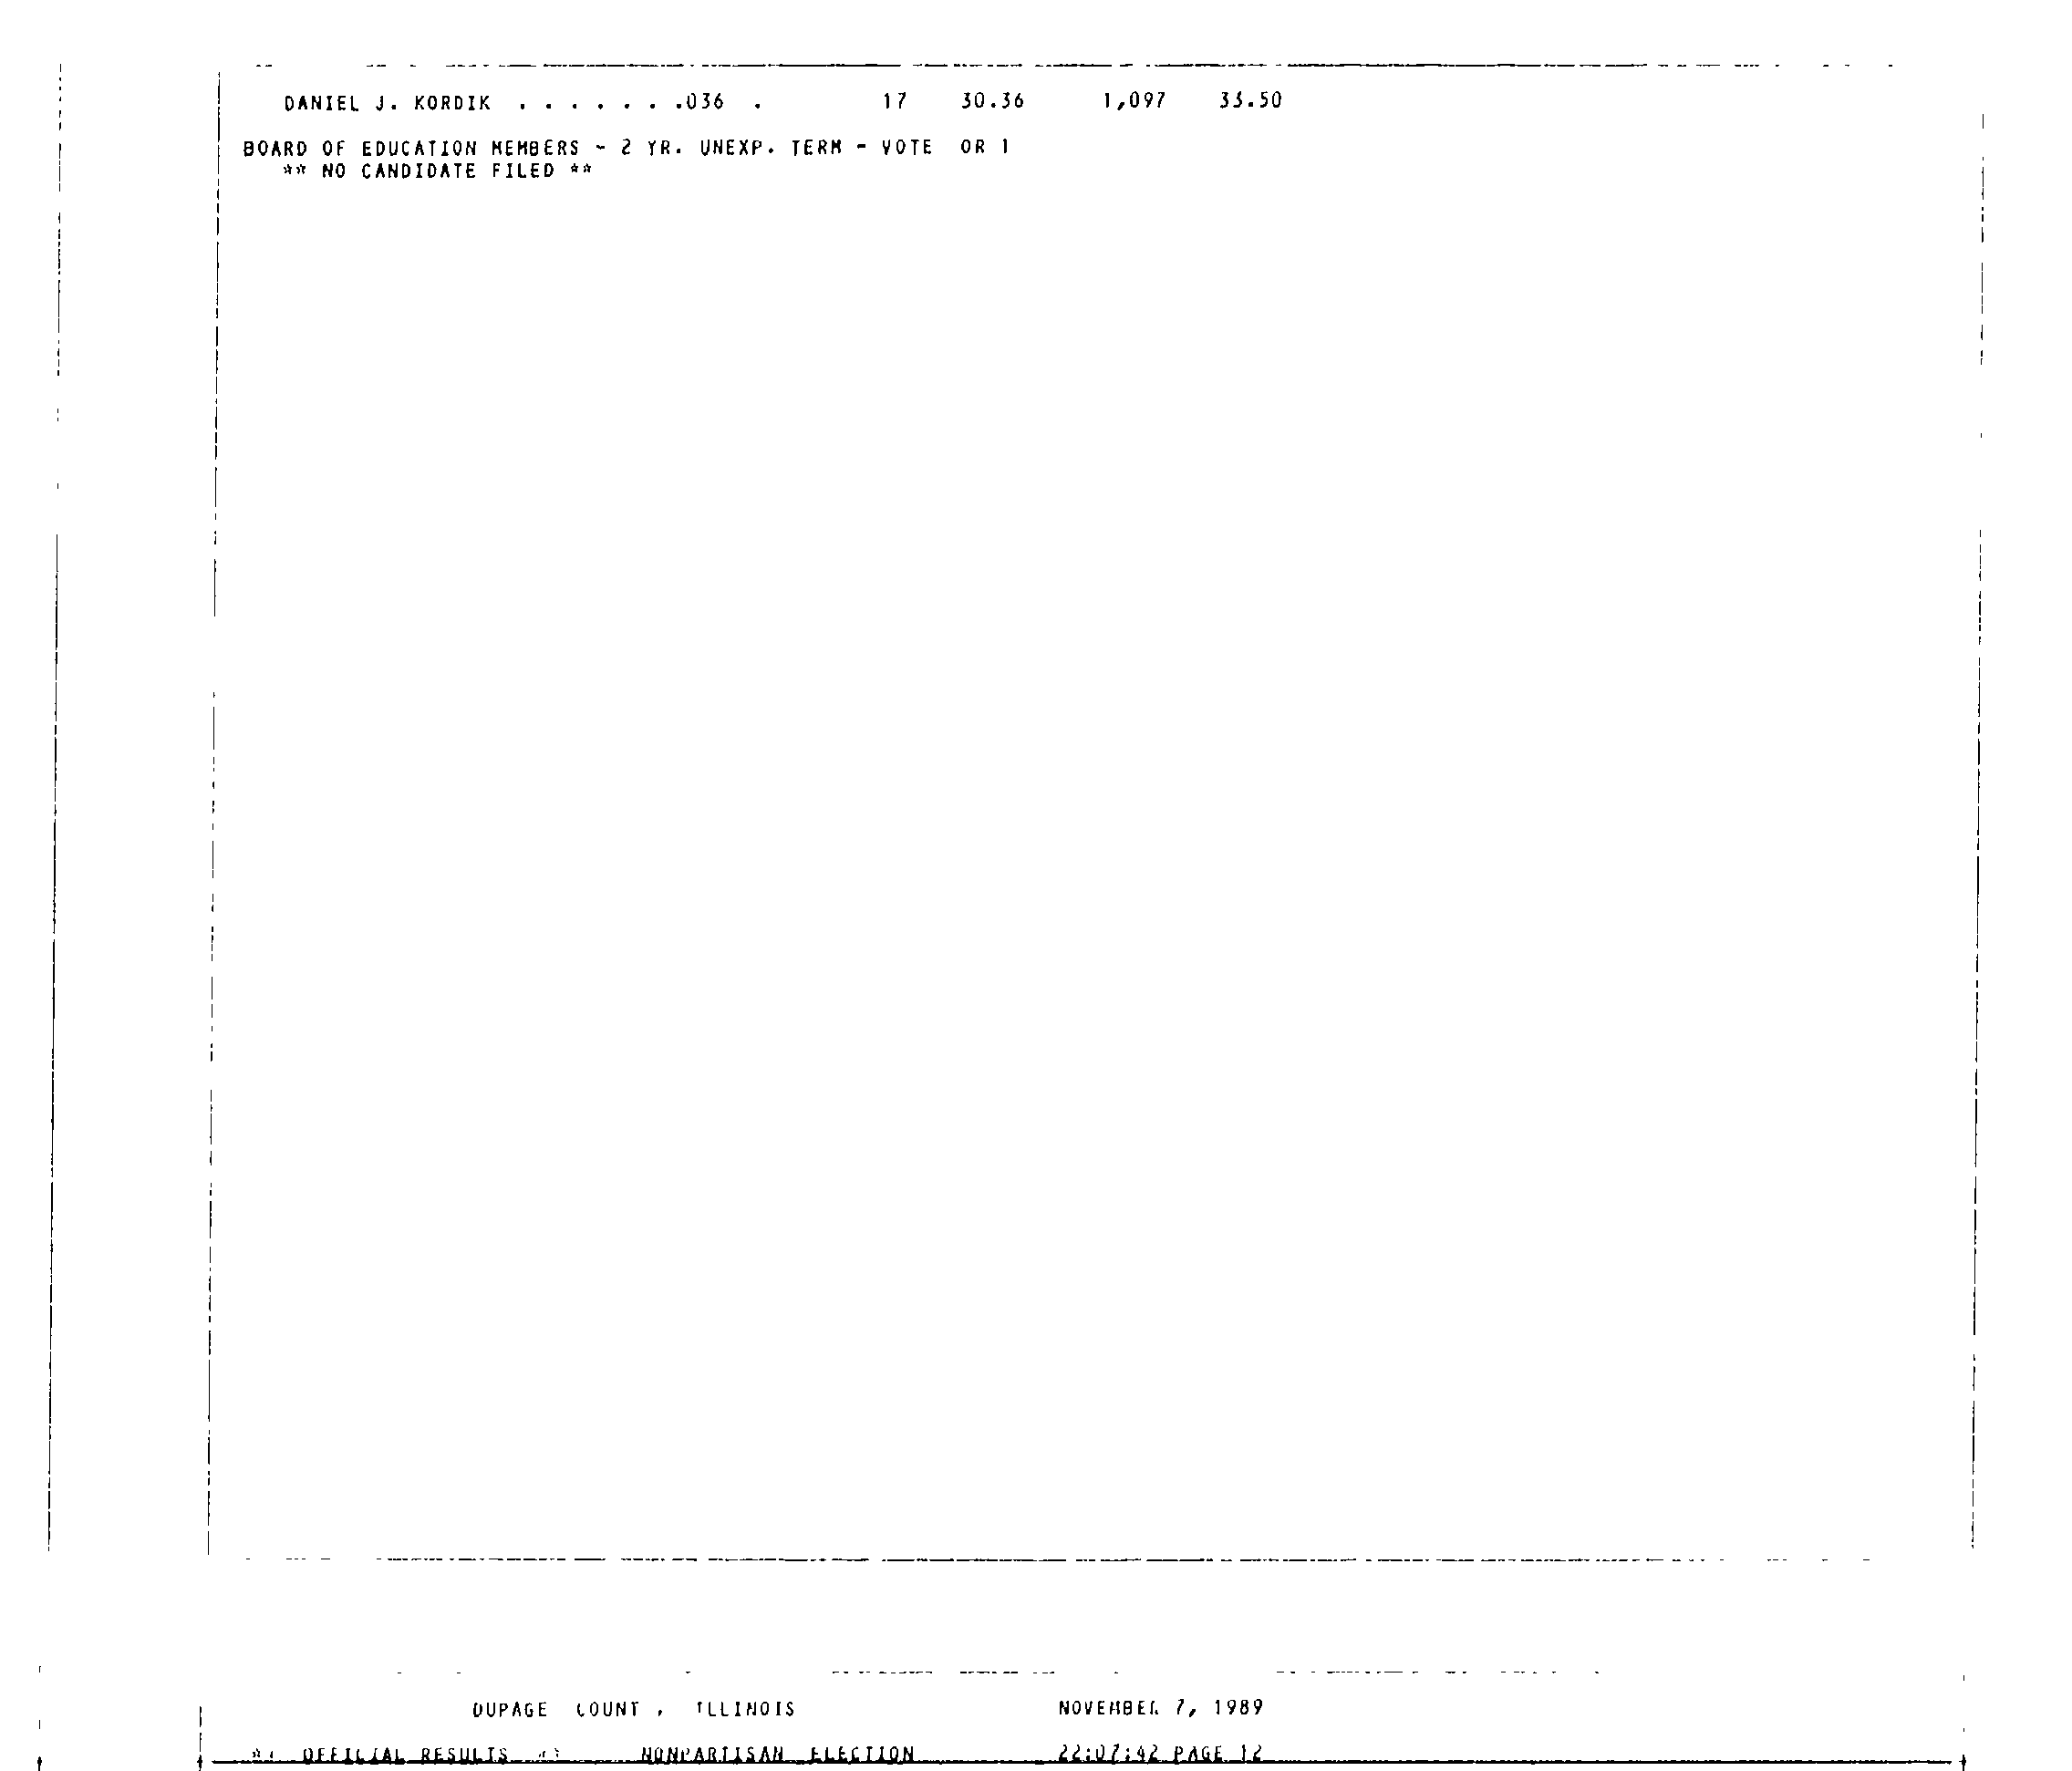 DANIEL J. KORDIK . . . . . . .036 . 17 30.36 1,097 33.50
BOARD OF EDUCATION MEMBERS - 2 YR. UNEXP. TERM - VOTE OR 1
** NO CANDIDATE FILED **
DUPAGE COUNT , ILLINOIS NOVEMBER 7, 1989
OFFICIAL RESULTS NONPARTISAN ELECTION 22:07:42 PAGE 12